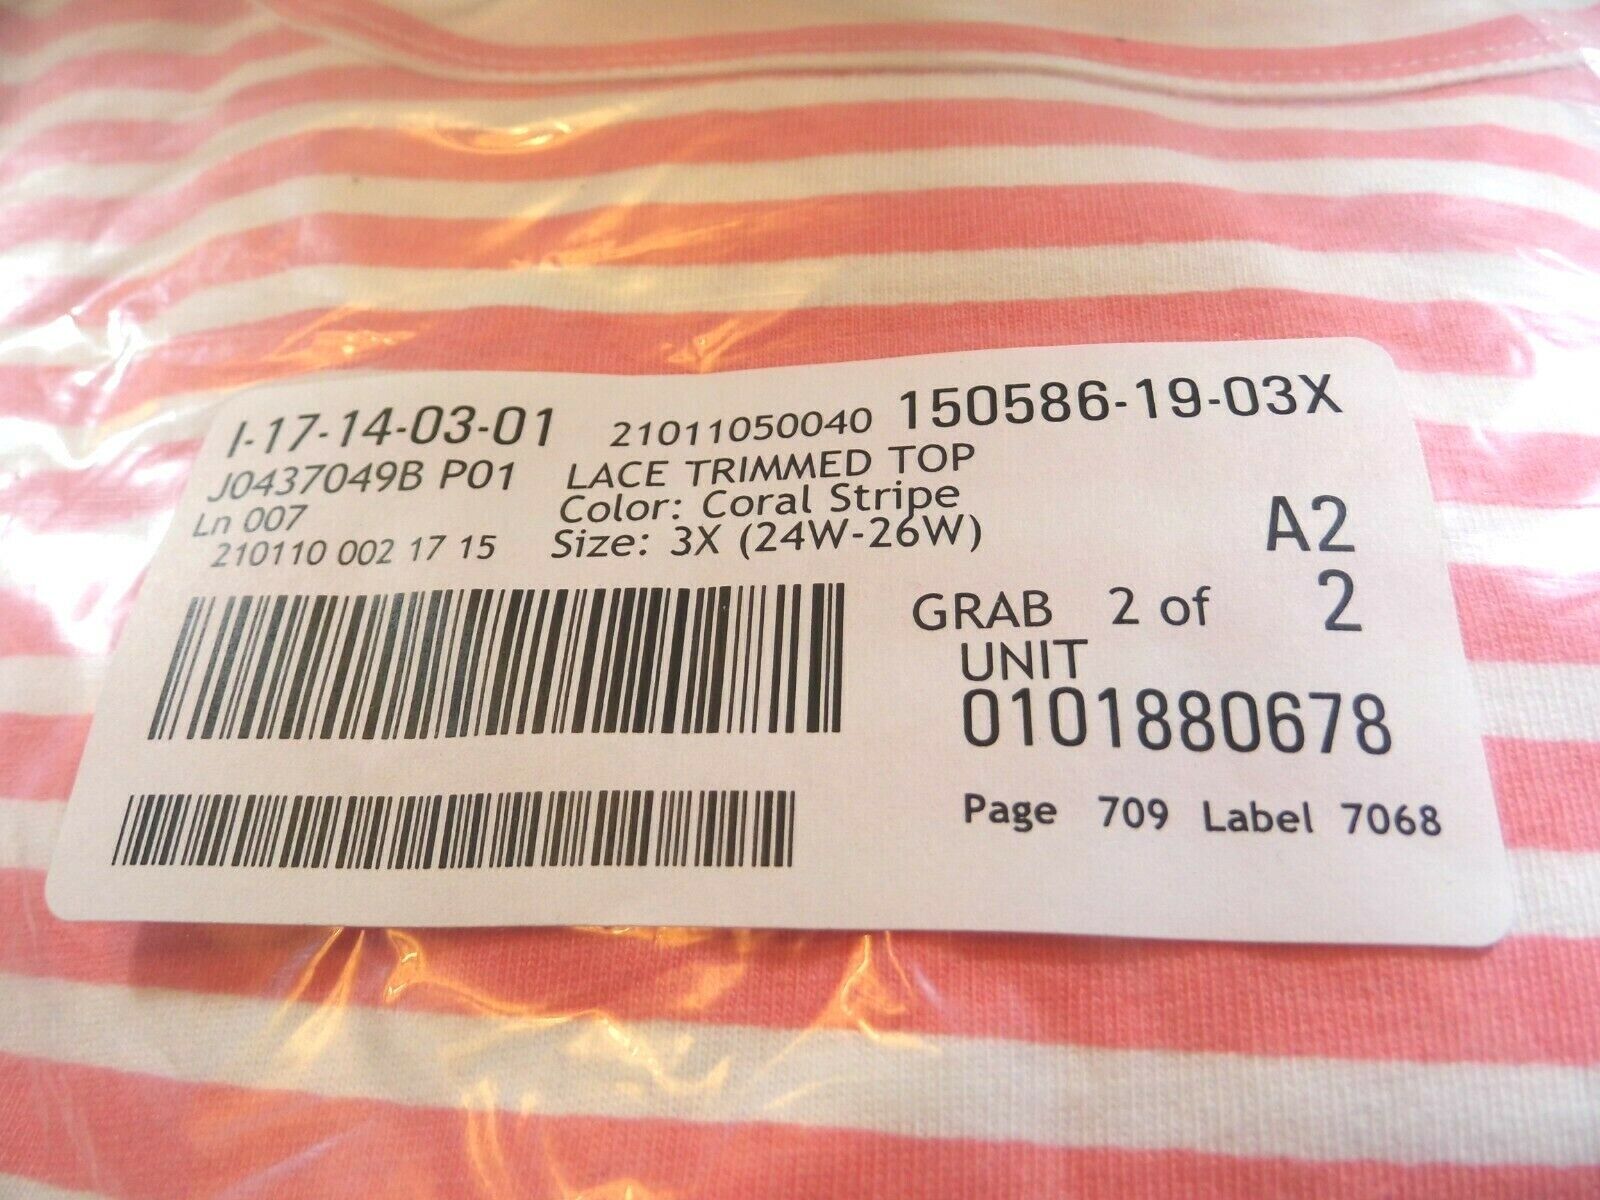 I-17-14-03-01 21011050040 150586-19-03X
J0437049B P01 LACE TRIMMED TOP
Ln 007 Color: Coral Stripe
210110 002 17 15 Size: 3X (24W-26W) A2
GRAB 2 of 2
UNIT
0101880678
Page 709 Label 7068